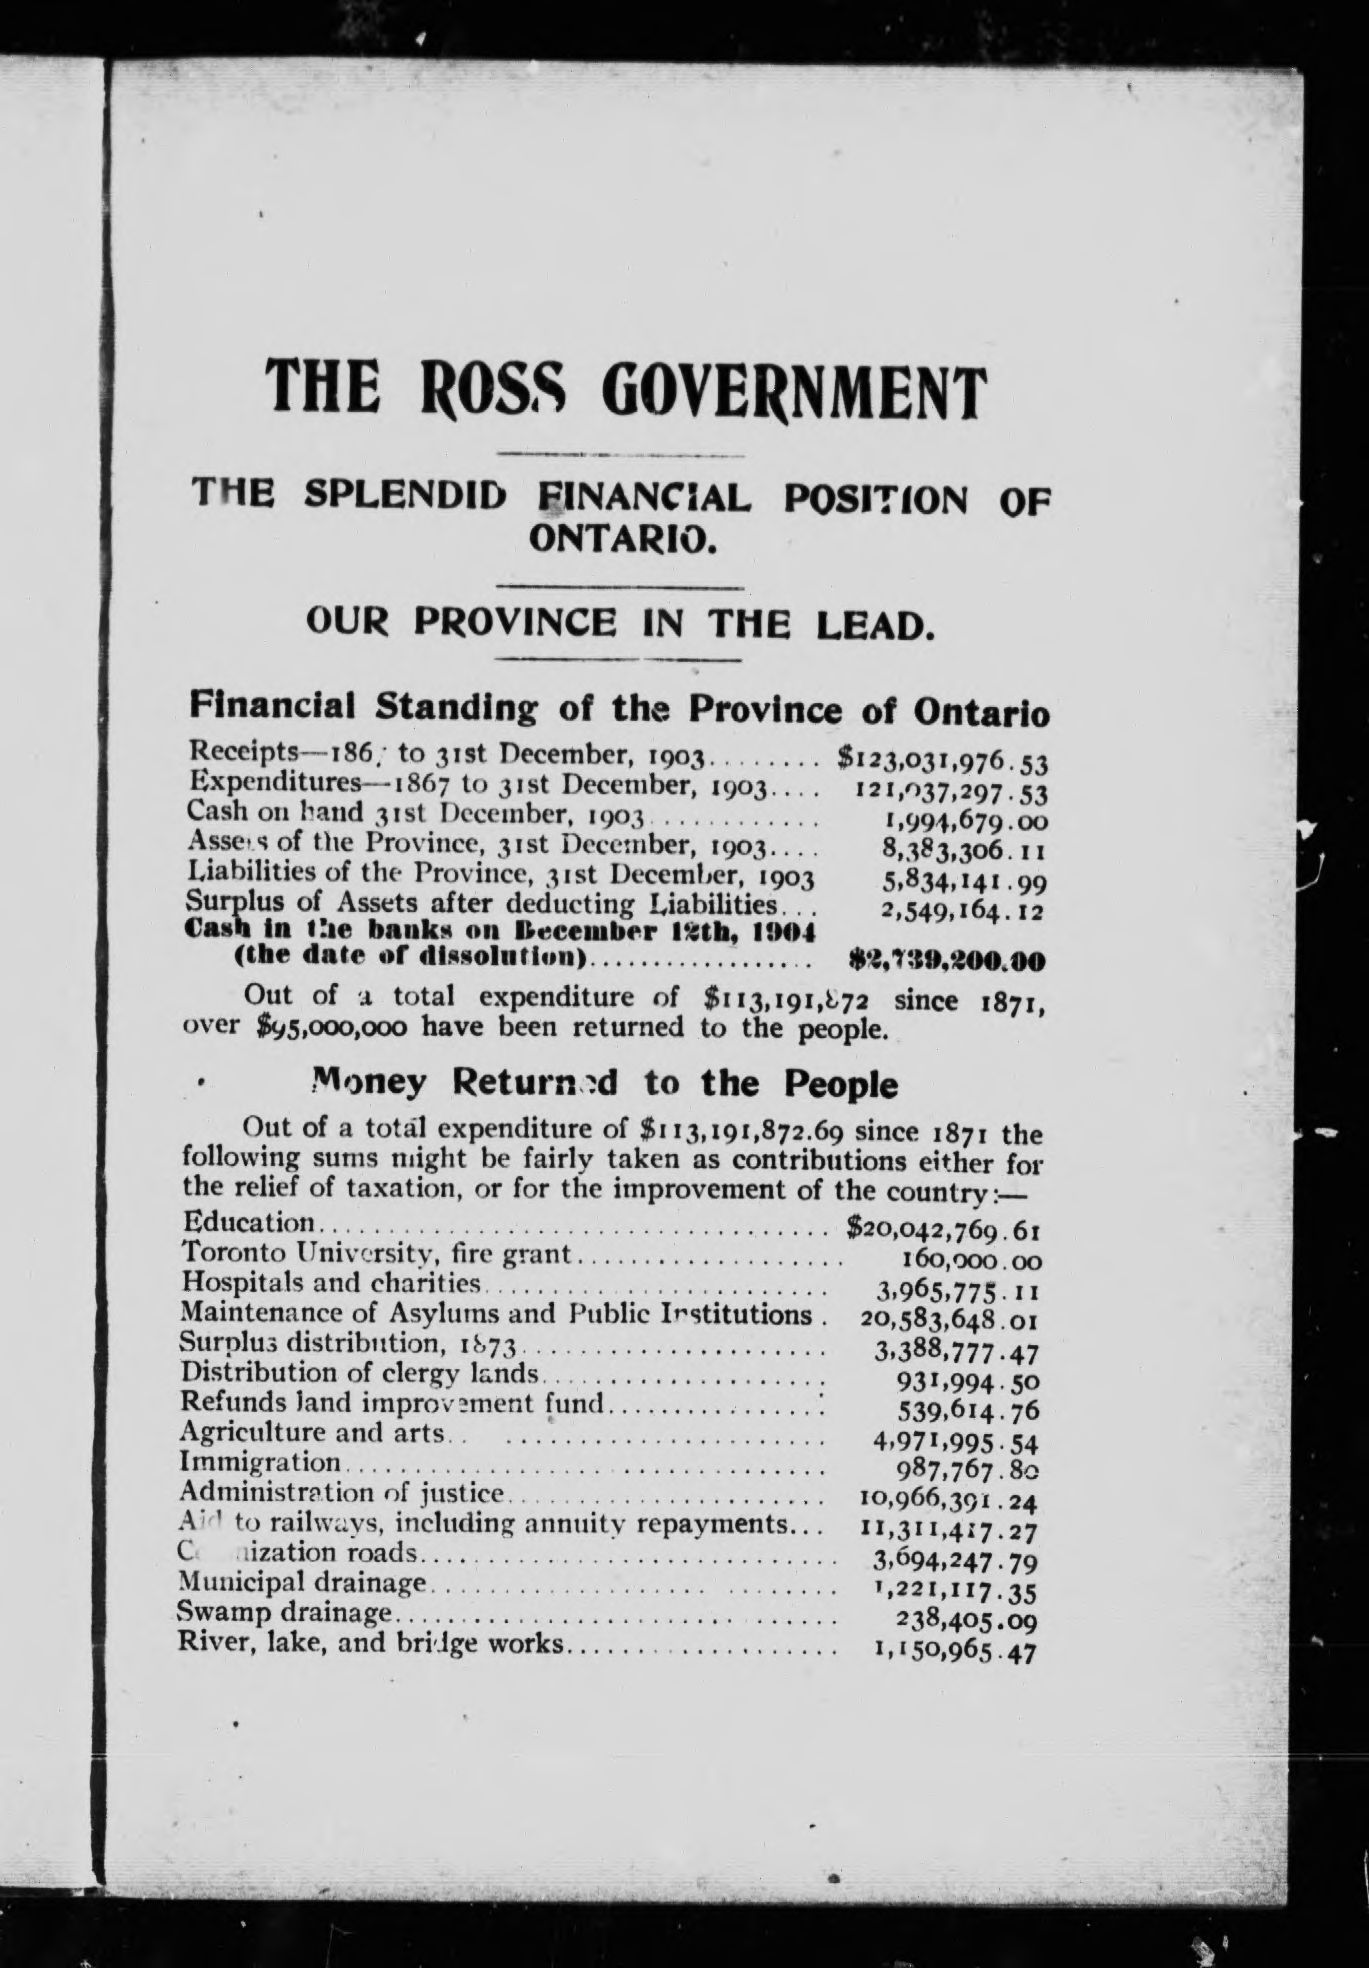 THE ROSS GOVERNMENT
THE SPLENDID FINANCIAL POSITION OF
ONTARIO.
OUR PROVINCE IN THE LEAD.
Financial Standing of the Province of Ontario
Receipts—1867 to 31st December, 1903......... $123,031,976.53
Expenditures—1867 to 31st December, 1903.... 121,037,297.53
Cash on hand 31st December, 1903............ 1,994,679.00
Assets of the Province, 31st December, 1903.... 8,383,306.11
Liabilities of the Province, 31st December, 1903 5,834,141.99
Surplus of Assets after deducting Liabilities... 2,549,164.12
Cash in the banks on December 12th, 1904
(the date of dissolution).................. $2,739,200.00
Out of a total expenditure of $113,191,872 since 1871,
over $95,000,000 have been returned to the people.
Money Returned to the People
Out of a total expenditure of $113,191,872.69 since 1871 the
following sums might be fairly taken as contributions either for
the relief of taxation, or for the improvement of the country:—
Education.................................... $20,042,769.61
Toronto University, fire grant................... 160,000.00
Hospitals and charities......................... 3,965,775.11
Maintenance of Asylums and Public Institutions . 20,583,648.01
Surplus distribution, 1873...................... 3,388,777.47
Distribution of clergy lands.................... 931,994.50
Refunds land improvement fund................ 539,614.76
Agriculture and arts.. ........................ 4,971,995.54
Immigration.................................. 987,767.80
Administration of justice....................... 10,966,391.24
Aid to railways, including annuity repayments... 11,311,417.27
Colonization roads.............................. 3,694,247.79
Municipal drainage............................. 1,221,117.35
Swamp drainage................................ 238,405.09
River, lake, and bridge works.................... 1,150,965.47